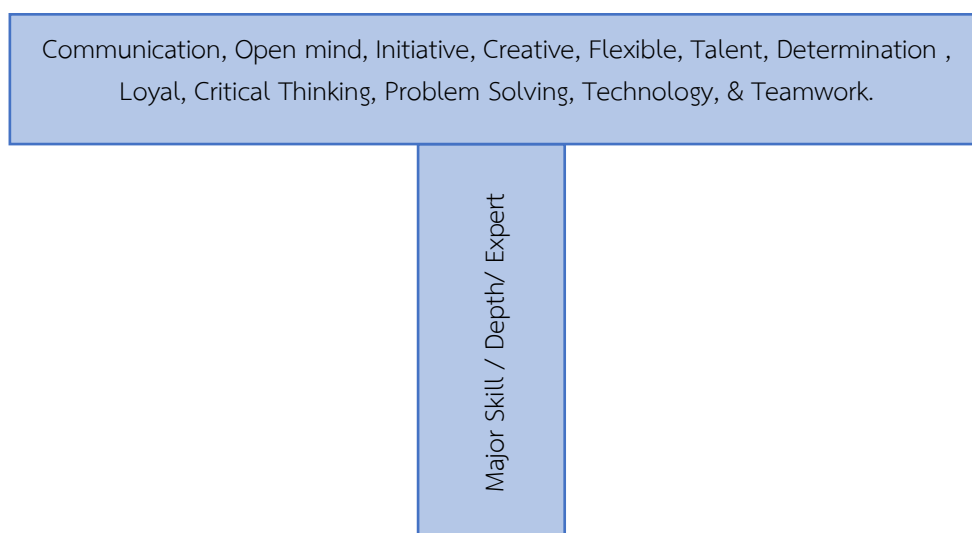 Communication, Open mind, Initiative, Creative, Flexible, Talent, Determination ,
Loyal, Critical Thinking, Problem Solving, Technology, & Teamwork.
Major Skill / Depth/ Expert